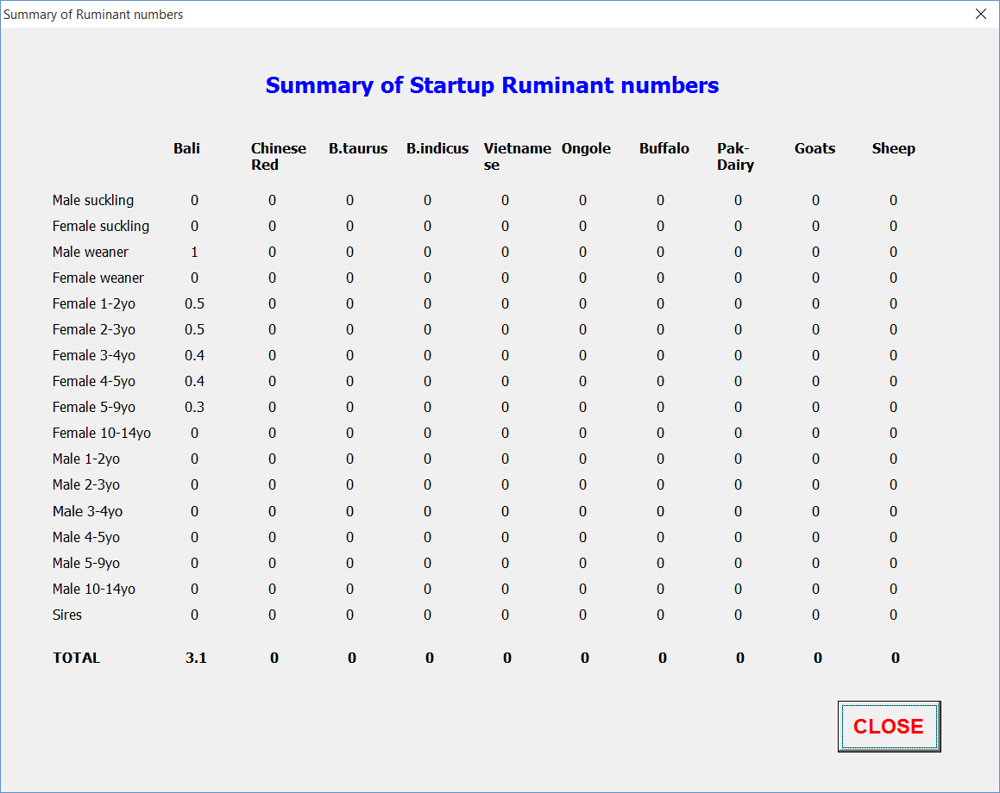 Summary of Ruminant numbers
Summary of Startup Ruminant numbers
Bali Chinese Red B.taurus B.indicus Vietnamese Ongole Buffalo Pak-Dairy Goats Sheep
Male suckling 0 0 0 0 0 0 0 0 0 0
Female suckling 0 0 0 0 0 0 0 0 0 0
Male weaner 1 0 0 0 0 0 0 0 0 0
Female weaner 0 0 0 0 0 0 0 0 0 0
Female 1-2yo 0.5 0 0 0 0 0 0 0 0 0
Female 2-3yo 0.5 0 0 0 0 0 0 0 0 0
Female 3-4yo 0.4 0 0 0 0 0 0 0 0 0
Female 4-5yo 0.4 0 0 0 0 0 0 0 0 0
Female 5-9yo 0.3 0 0 0 0 0 0 0 0 0
Female 10-14yo 0 0 0 0 0 0 0 0 0 0
Male 1-2yo 0 0 0 0 0 0 0 0 0 0
Male 2-3yo 0 0 0 0 0 0 0 0 0 0
Male 3-4yo 0 0 0 0 0 0 0 0 0 0
Male 4-5yo 0 0 0 0 0 0 0 0 0 0
Male 5-9yo 0 0 0 0 0 0 0 0 0 0
Male 10-14yo 0 0 0 0 0 0 0 0 0 0
Sires 0 0 0 0 0 0 0 0 0 0
TOTAL 3.1 0 0 0 0 0 0 0 0 0
CLOSE